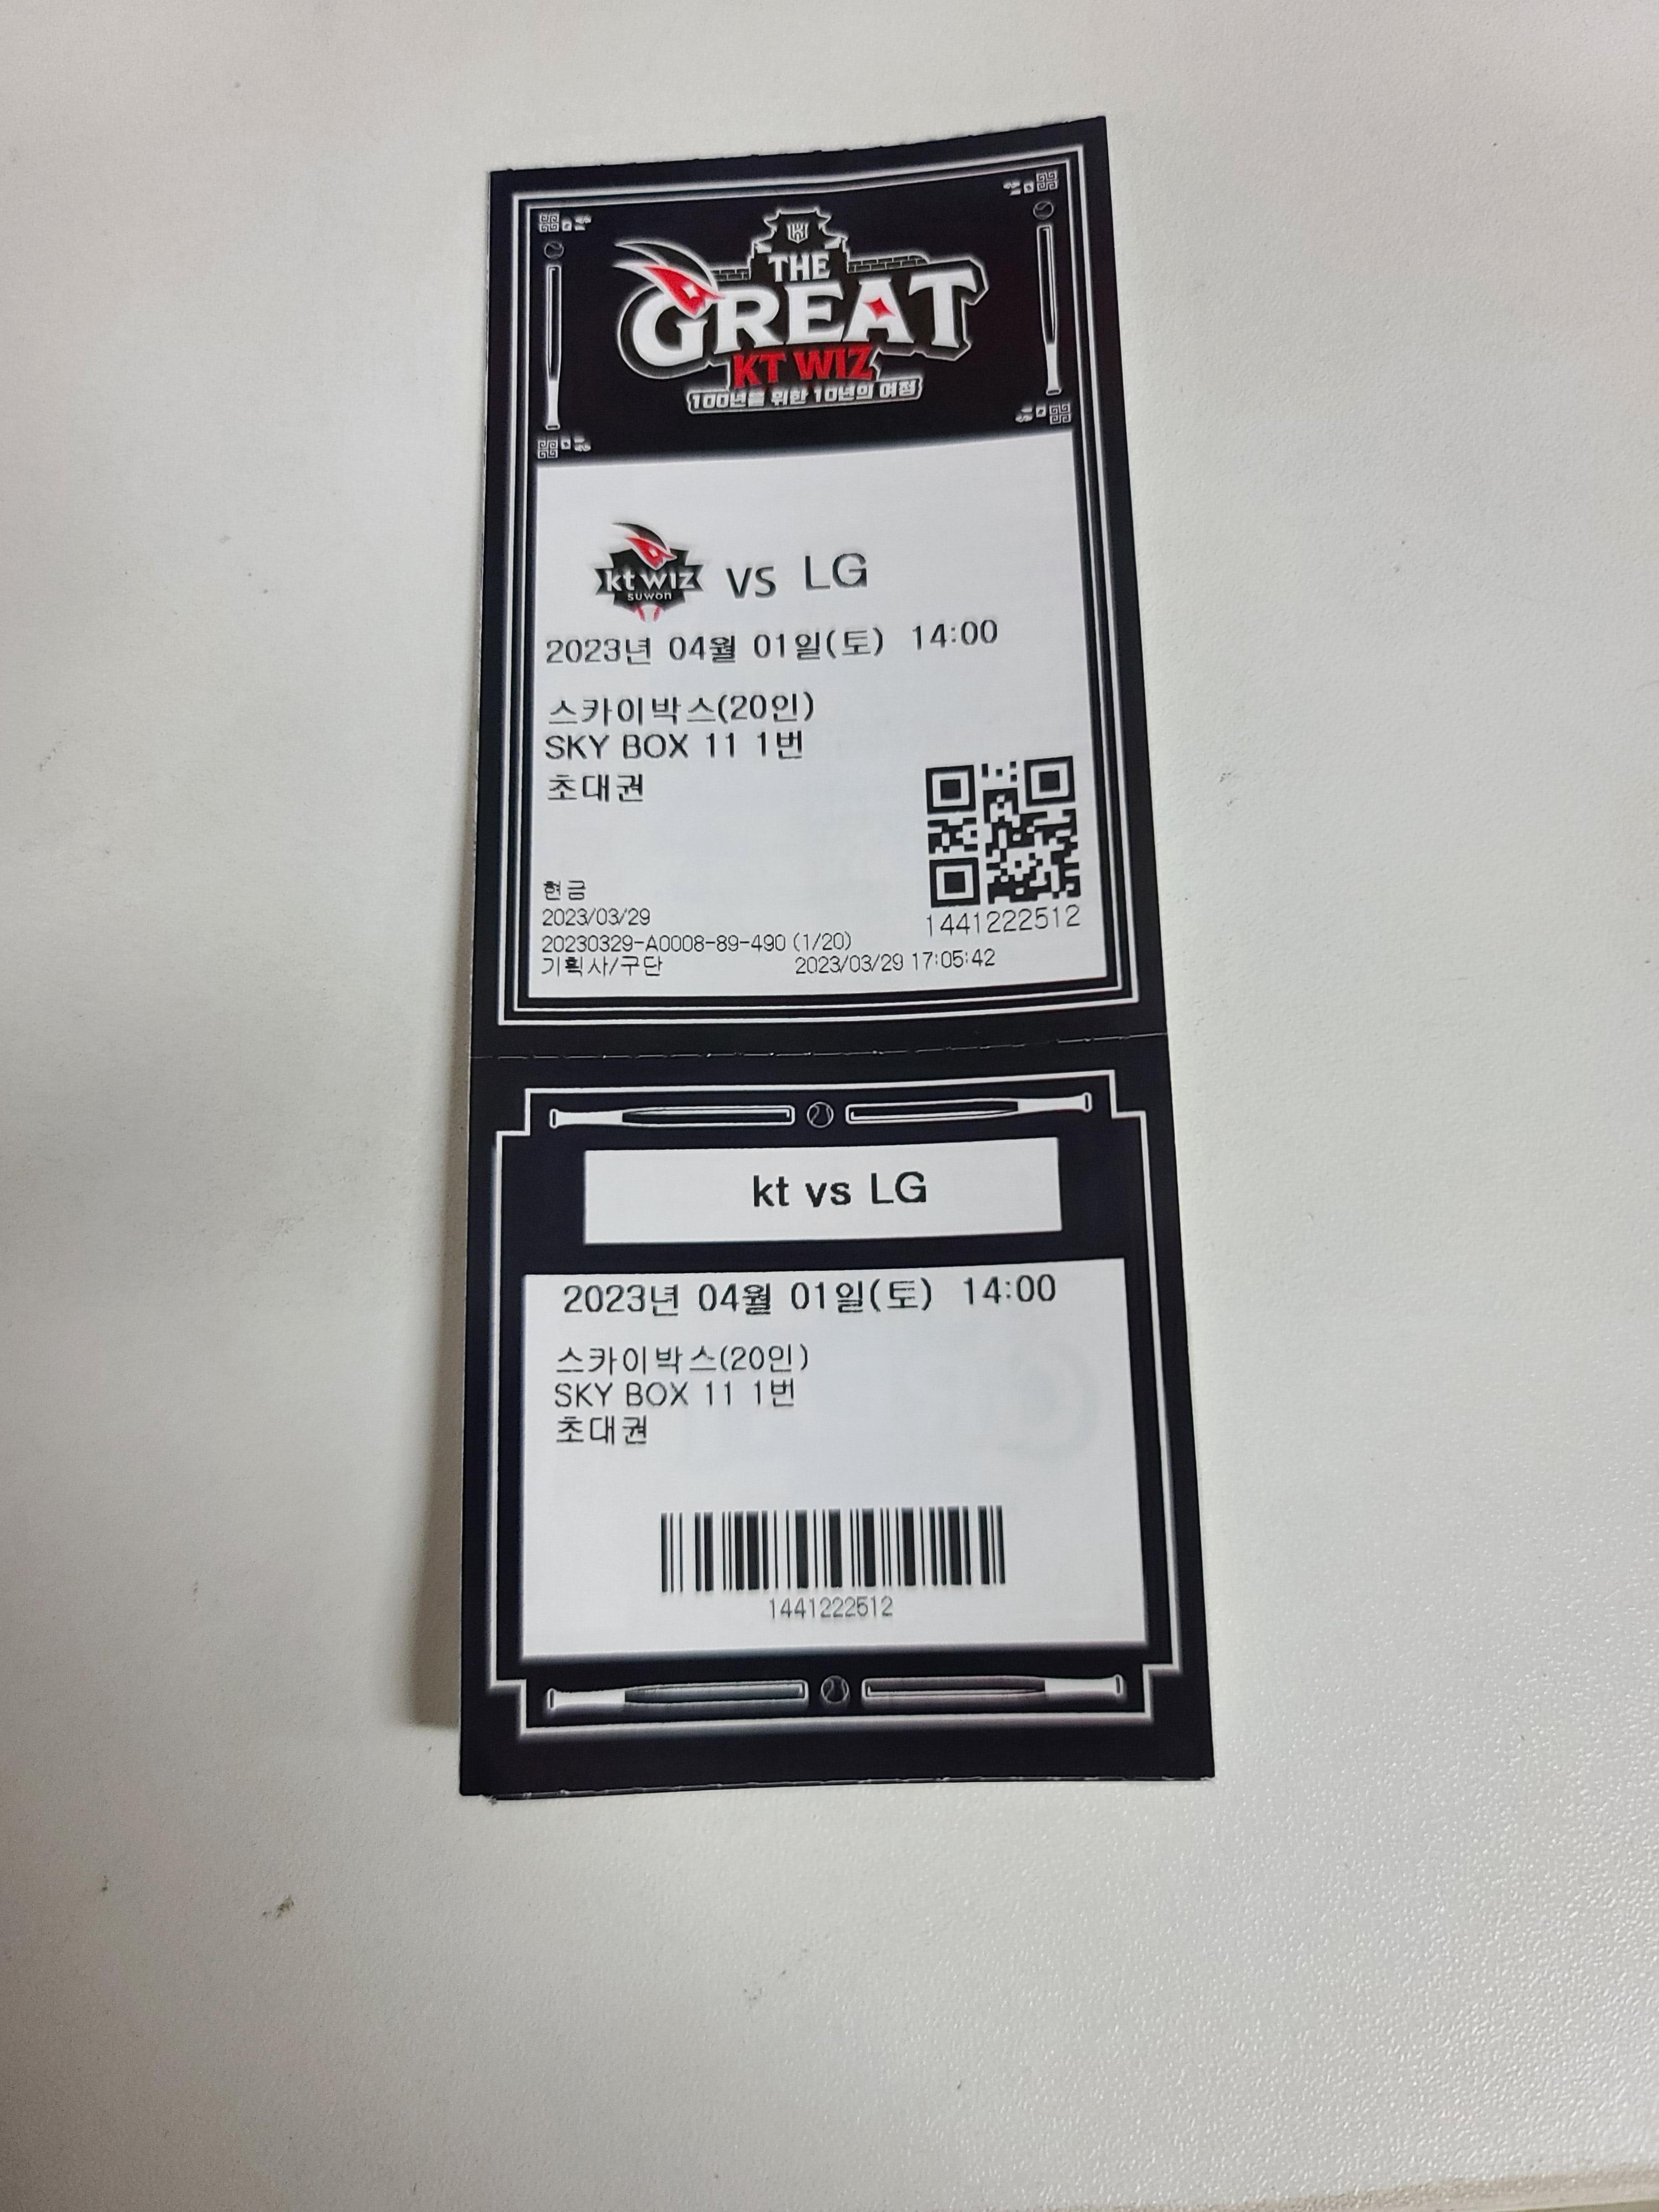 THE
GREAT
KT WIZ
100년을 위한 10년의 여정
kt wiz
suwon
vs LG
2023년 04월 01일(토) 14:00
스카이박스(20인)
SKY BOX 11 1번
초대권
1441222512
현금
2023/03/29
20230329-A0008-89-490 (1/20)
기획사/구단 2023/03/29 17:05:42
kt vs LG
2023년 04월 01일(토) 14:00
스카이박스(20인)
SKY BOX 11 1번
초대권
1441222512